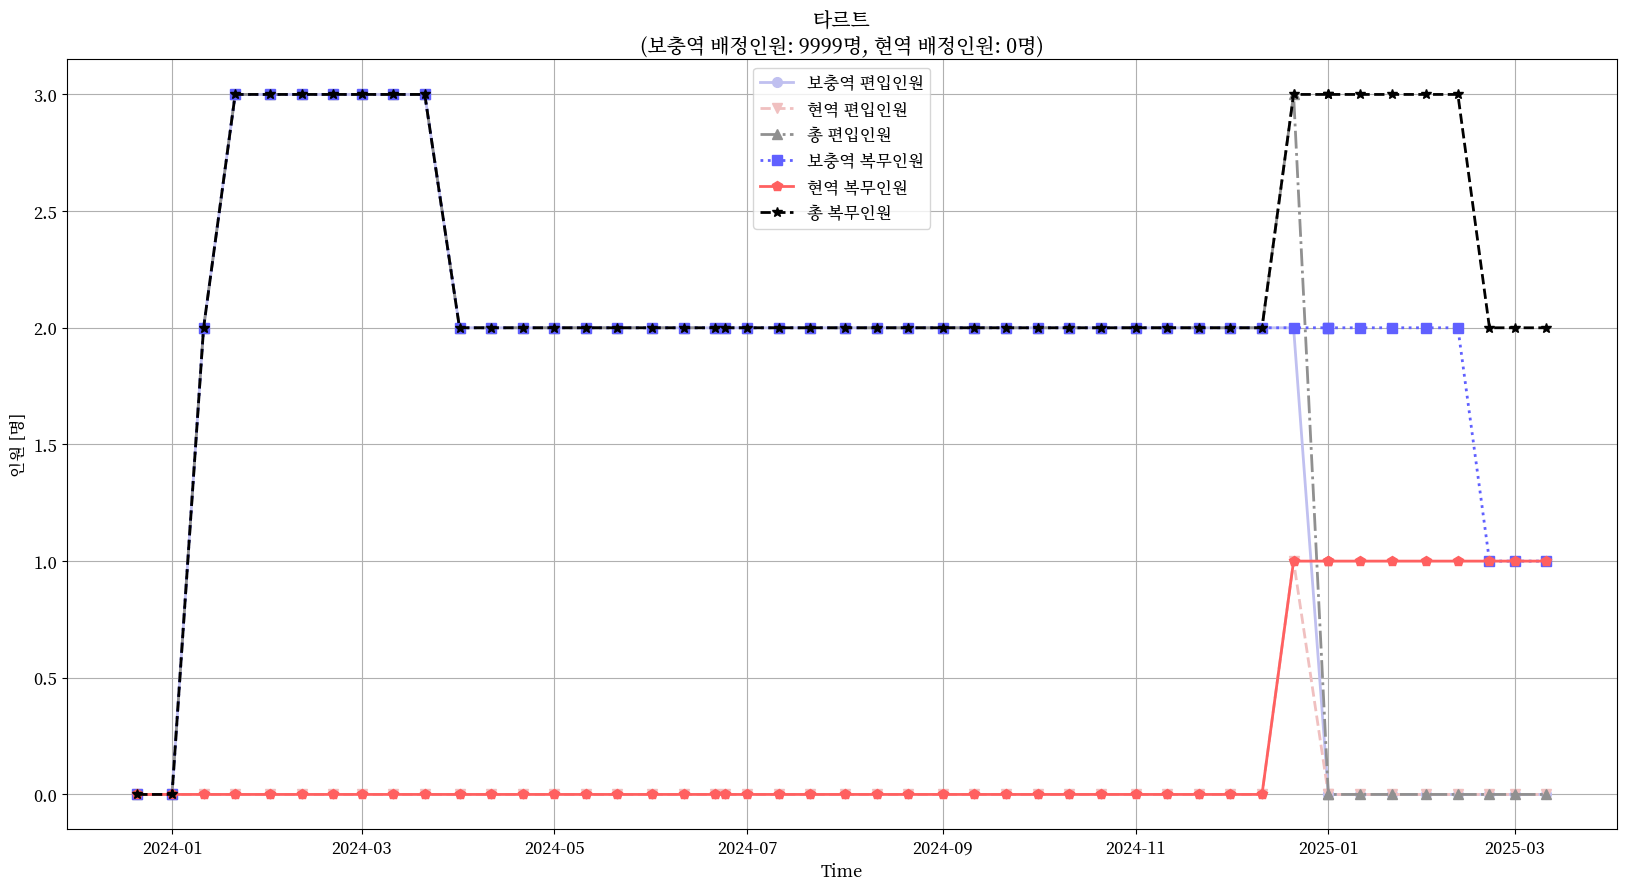 타르트
(보충역 배정인원: 9999명, 현역 배정인원: 0명)
보충역 편입인원
현역 편입인원
총 편입인원
보충역 복무인원
현역 복무인원
총 복무인원
인원 [명]
3.0
2.5
2.0
1.5
1.0
0.5
0.0
2024-01
2024-03
2024-05
2024-07
2024-09
2024-11
2025-01
2025-03
Time